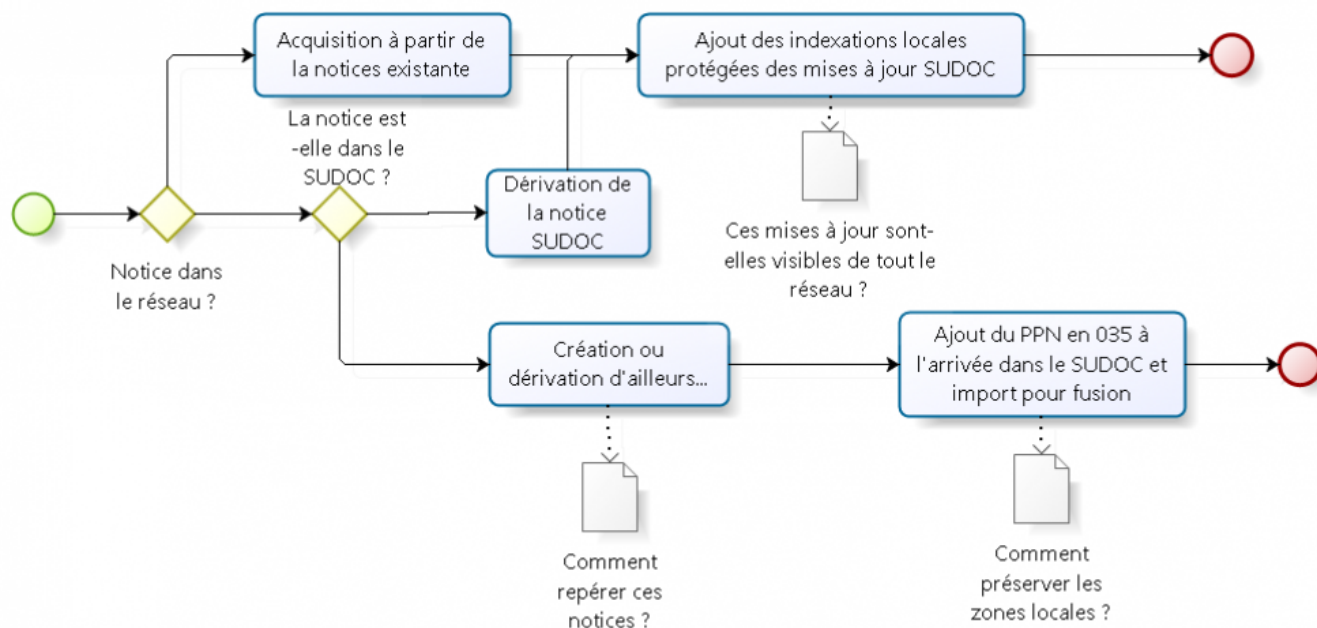 Acquisition à partir de
la notices existante
Ajout des indexations locales
protégées des mises à jour SUDOC
La notice est
-elle dans le
SUDOC ?
Dérivation de
la notice
SUDOC
Notice dans
le réseau ?
Ces mises à jour sont-
elles visibles de tout le
réseau ?
Création ou
dérivation d'ailleurs...
Ajout du PPN en 035 à
l'arrivée dans le SUDOC et
import pour fusion
Comment
repérer ces
notices ?
Comment
préserver les
zones locales ?